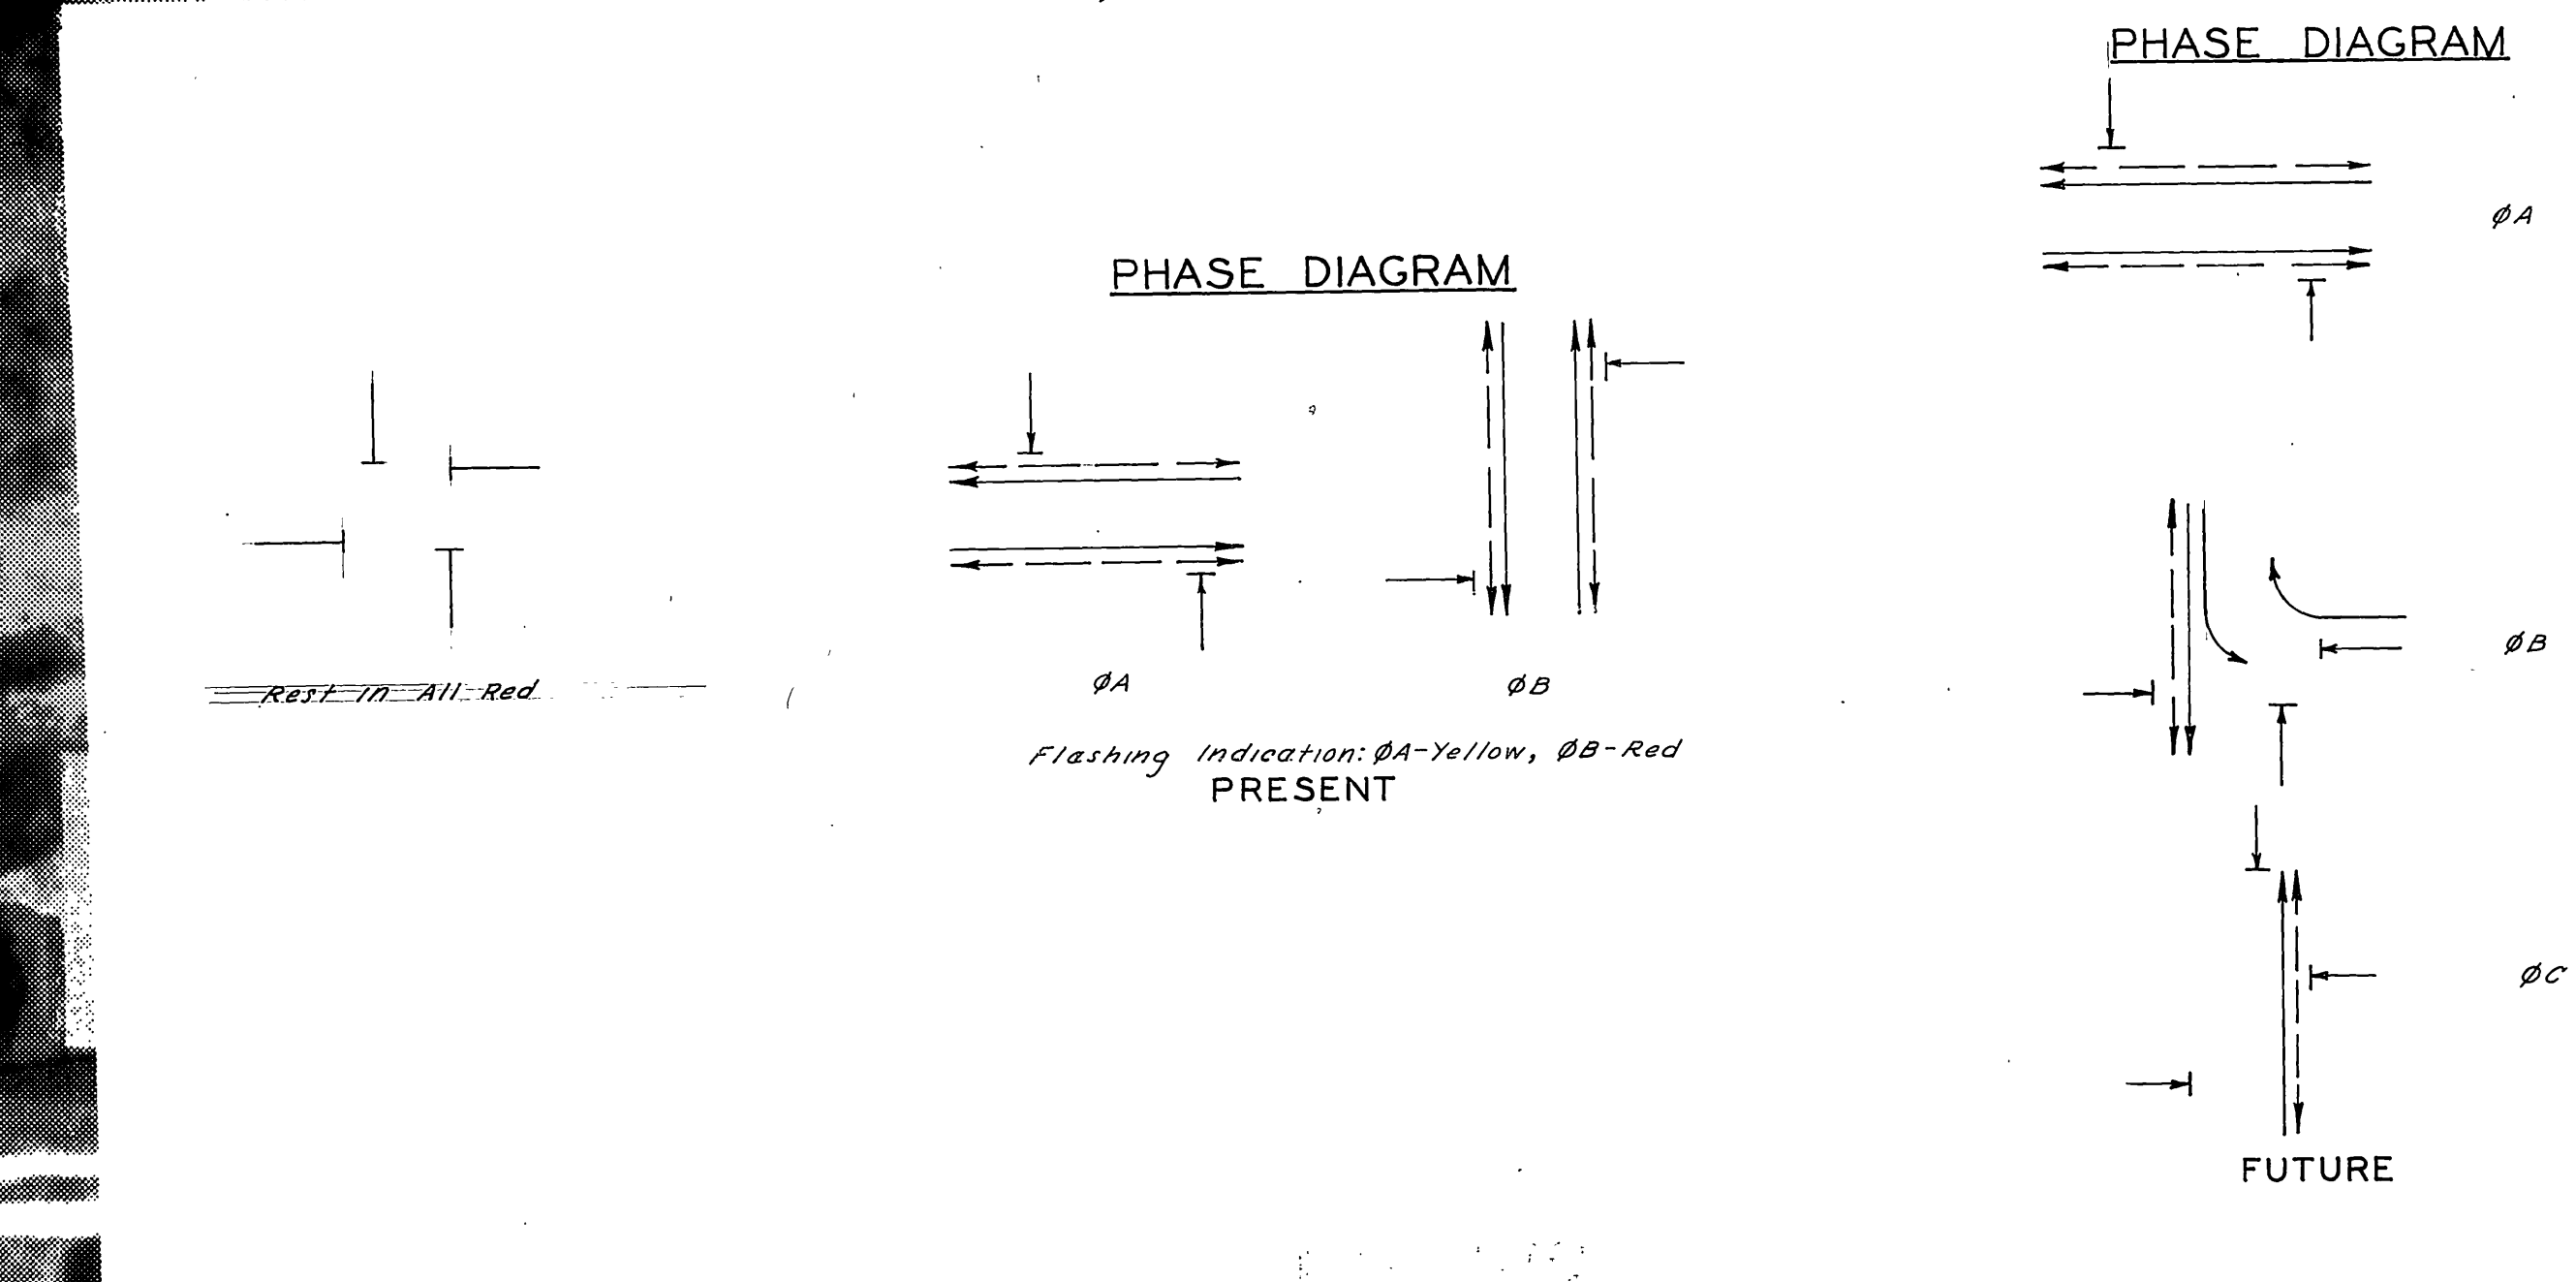 PHASE DIAGRAM
ØA
ØB
ØC
FUTURE
PHASE DIAGRAM
ØA
ØB
Flashing Indication: ØA-Yellow, ØB-Red
PRESENT
Rest in All Red